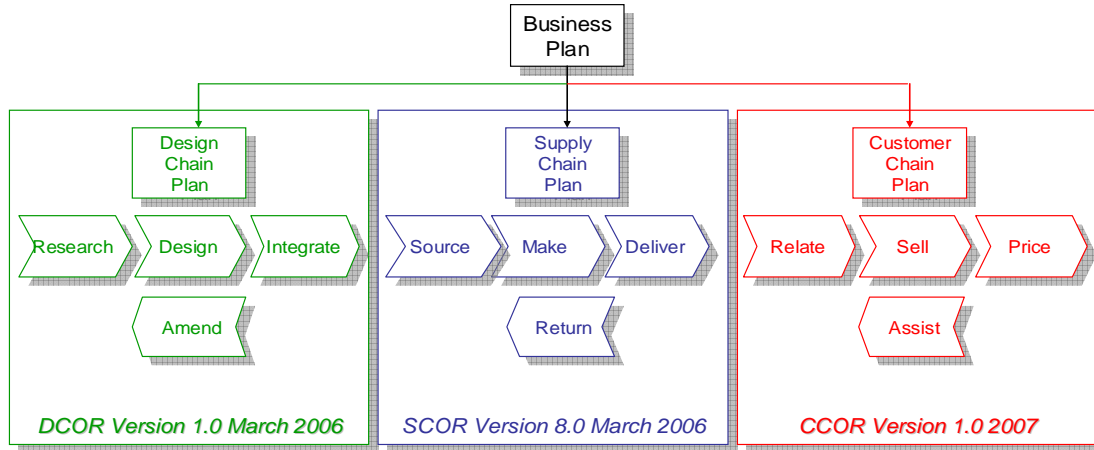 Business
Plan
Design
Chain
Plan
Research
Design
Integrate
Amend
DCOR Version 1.0 March 2006
Supply
Chain
Plan
Source
Make
Deliver
Return
SCOR Version 8.0 March 2006
Customer
Chain
Plan
Relate
Sell
Price
Assist
CCOR Version 1.0 2007